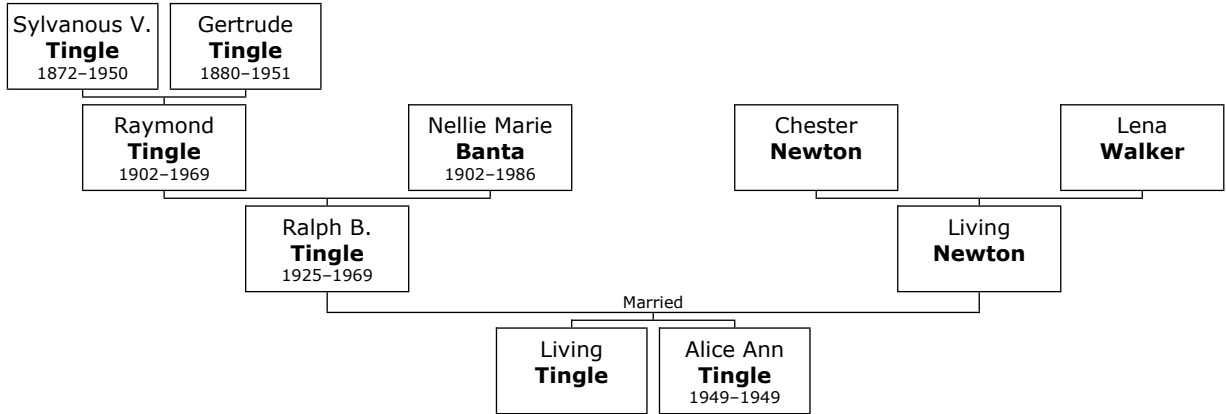 Sylvanous V.
Tingle
1872–1950
Gertrude
Tingle
1880–1951
Raymond
Tingle
1902–1969
Nellie Marie
Banta
1902–1986
Chester
Newton
Lena
Walker
Ralph B.
Tingle
1925–1969
Living
Newton
Married
Living
Tingle
Alice Ann
Tingle
1949–1949